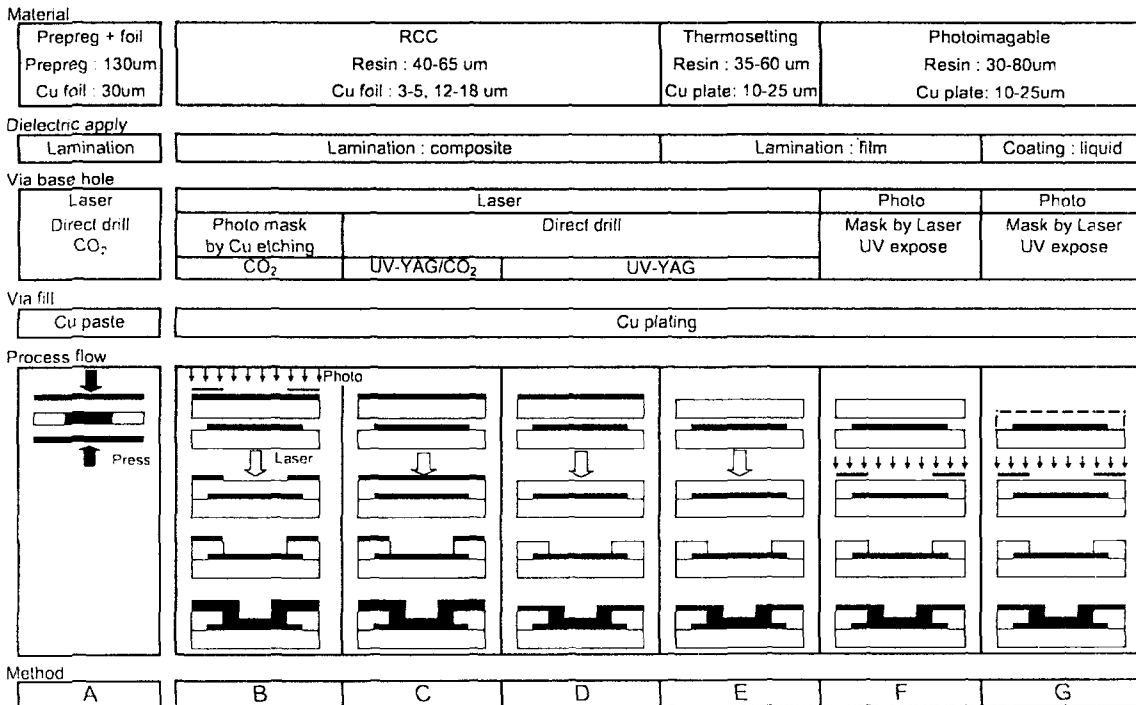 Material
Prepreg + foil
Prepreg : 130um
Cu foil : 30um
RCC
Resin : 40-65 um
Cu foil : 3-5, 12-18 um
Thermosetting
Resin : 35-60 um
Cu plate: 10-25 um
Photoimagable
Resin : 30-80um
Cu plate: 10-25um
Dielectric apply
Lamination
Lamination : composite
Lamination : film
Coating : liquid
Via base hole
Laser
Direct drill
CO₂
Laser
Photo mask
by Cu etching
Direct drill
CO₂
UV-YAG/CO₂
UV-YAG
Photo
Mask by Laser
UV expose
Photo
Mask by Laser
UV expose
Via fill
Cu paste
Cu plating
Process flow
Press
Photo
Laser
Method
A
B
C
D
E
F
G